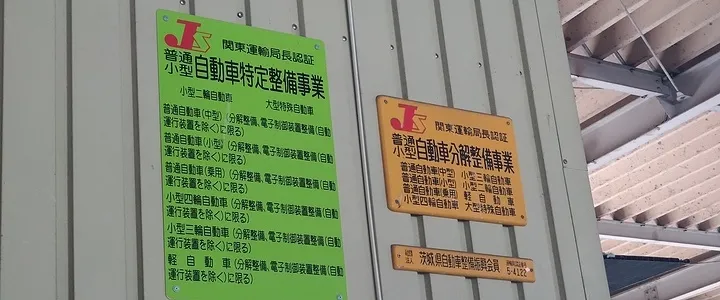 JS 関東運輸局長認証
普通
小型 自動車特定整備事業
小型二輪自動車 大型特殊自動車
普通自動車(中型)(分解整備、電子制御装置整備(自動
運行装置を除く)に限る)
普通自動車(小型)(分解整備、電子制御装置整備(自動
運行装置を除く)に限る)
普通自動車(乗用)(分解整備、電子制御装置整備(自動
運行装置を除く)に限る)
小型四輪自動車(分解整備、電子制御装置整備(自動
運行装置を除く)に限る)
小型三輪自動車(分解整備、電子制御装置整備(自動
運行装置を除く)に限る)
軽自動車(分解整備、電子制御装置整備(自動
運行装置を除く)に限る)
JS 関東運輸局長認証
普通
小型 自動車分解整備事業
普通自動車(中型) 小型三輪自動車
普通自動車(小型) 小型二輪自動車
普通自動車(乗用) 軽自動車
小型四輪自動車 大型特殊自動車
社団
法人 茨城県自動車整備振興会会員
5-4122